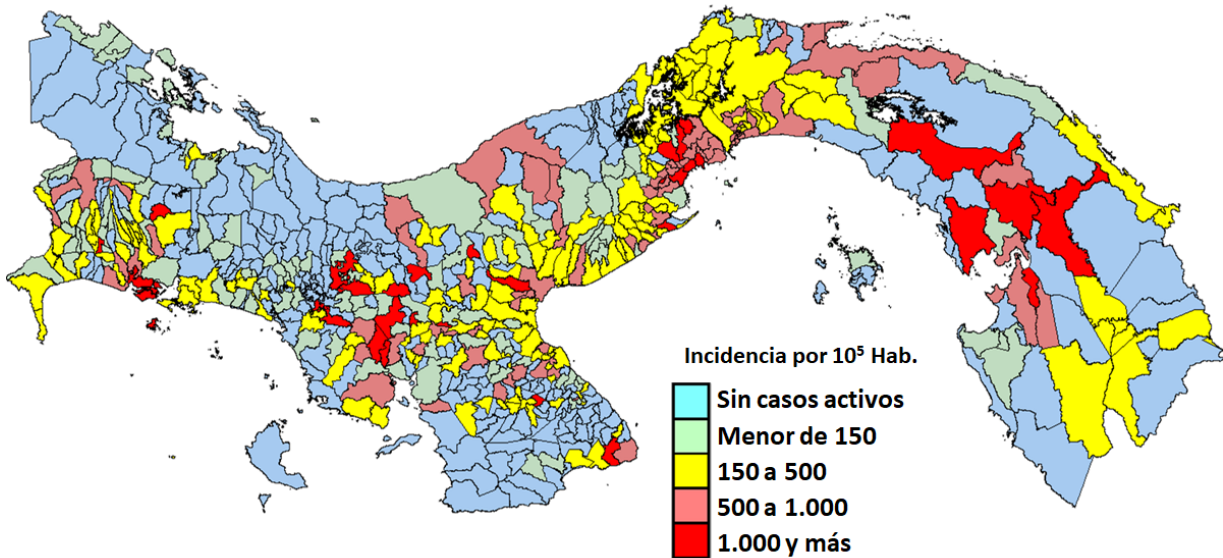 Incidencia por 10⁵ Hab.
Sin casos activos
Menor de 150
150 a 500
500 a 1.000
1.000 y más